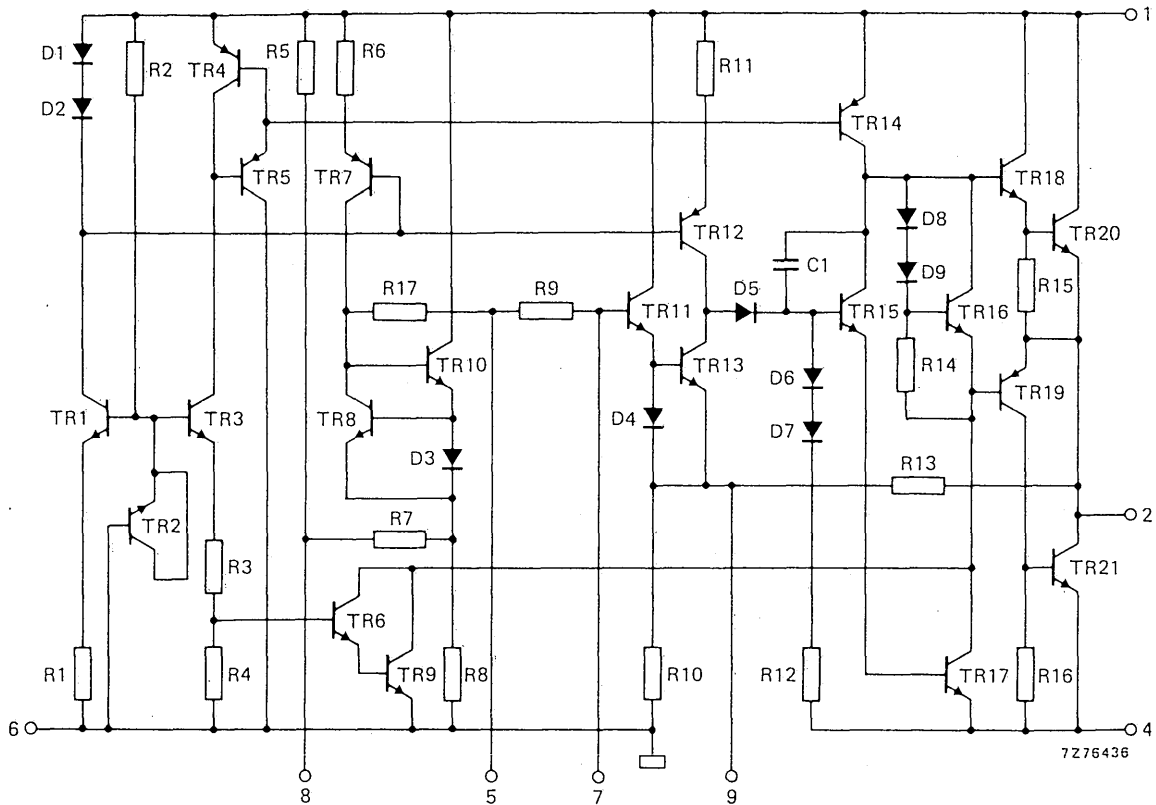 1
D1
R2
TR4
R5
R6
R11
D2
TR14
TR5
TR7
TR18
D8
TR12
TR20
C1
D9
R17
R9
D5
R15
TR11
TR15
TR16
TR10
TR13
R14
D6
TR19
TR1
TR3
TR8
D4
D7
D3
R13
TR2
R7
2
R3
TR21
TR6
R1
R4
TR9
R8
R10
R12
TR17
R16
6
4
7Z76436
8
5
7
9